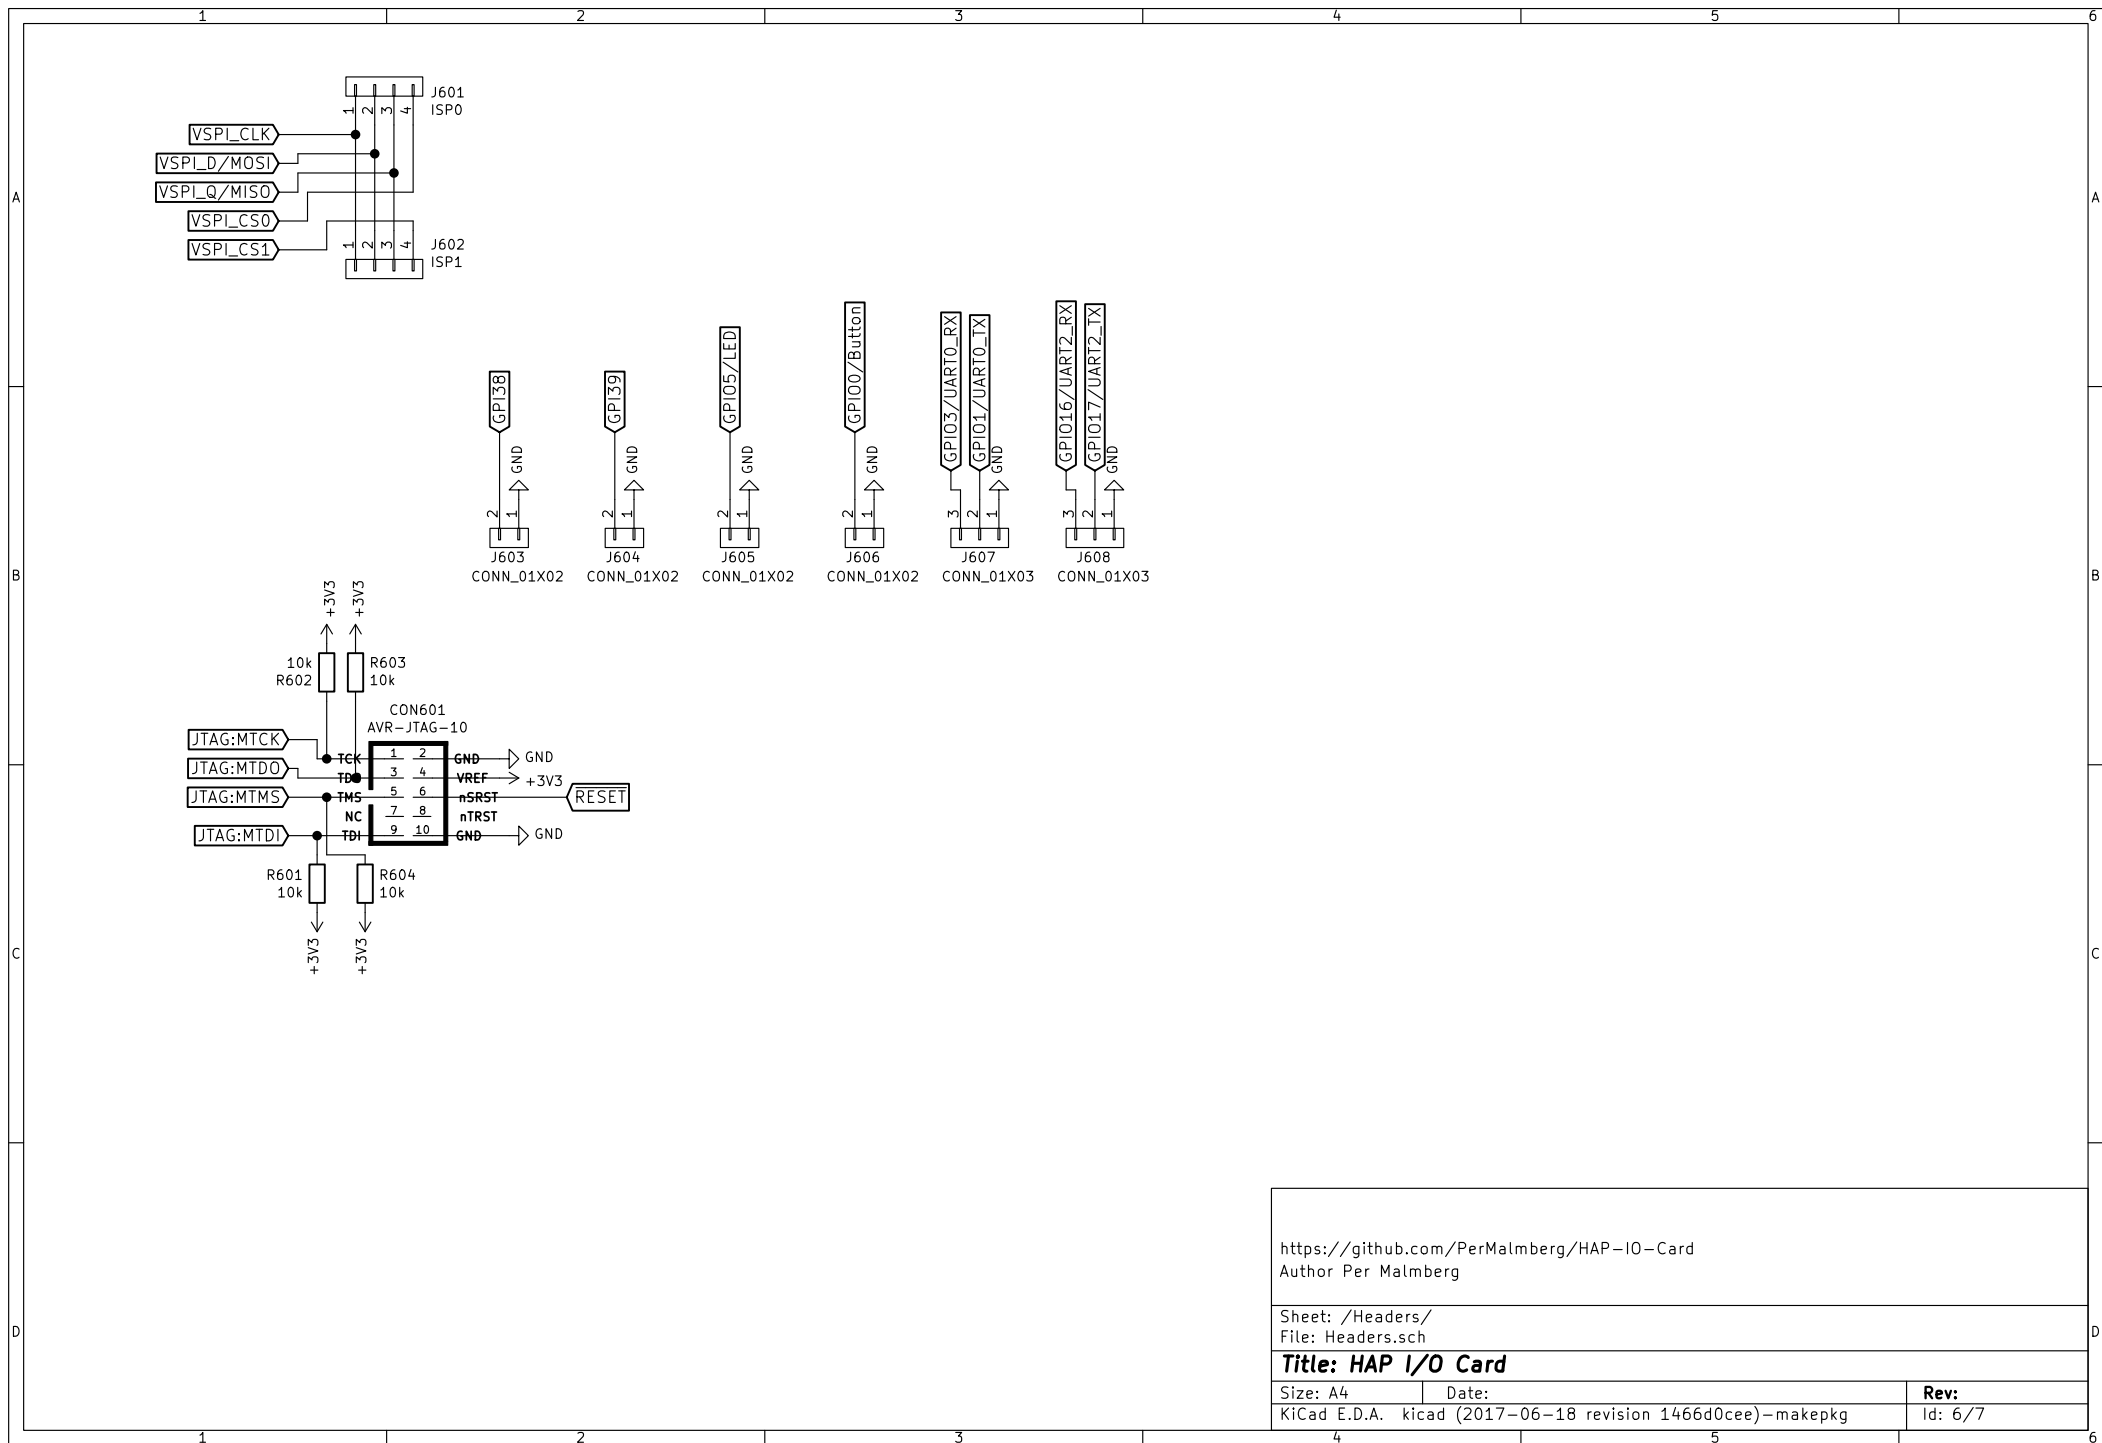 1 2 3 4 5 6
J601
ISP0
1 2 3 4
VSPI_CLK
VSPI_D/MOSI
VSPI_Q/MISO
A A
VSPI_CS0
VSPI_CS1
1 2 3 4
J602
ISP1
GPI38
GPI39
GPIO5/LED
GPIO0/Button
GPIO3/UART0_RX
GPIO1/UART0_TX
GPIO16/UART2_RX
GPIO17/UART2_TX
GND GND GND GND GND GND
2 1 2 1 2 1 2 1 3 2 1 3 2 1
J603 J604 J605 J606 J607 J608
CONN_01X02 CONN_01X02 CONN_01X02 CONN_01X02 CONN_01X03 CONN_01X03
B B
+3V3 +3V3
10k R603
R602 10k
CON601
AVR-JTAG-10
JTAG:MTCK TCK 1 2 GND GND
JTAG:MTDO 3 4 VREF +3V3
JTAG:MTMS TMS 5 6 nSRST RESET
NC 7 8 nTRST
JTAG:MTDI TDI 9 10 GND GND
R601 R604
10k 10k
+3V3 +3V3
C C
https://github.com/PerMalmberg/HAP-IO-Card
Author Per Malmberg
Sheet: /Headers/
File: Headers.sch
D D
Title: HAP I/O Card
Size: A4 Date: Rev:
KiCad E.D.A. kicad (2017-06-18 revision 1466d0cee)-makepkg Id: 6/7
1 2 3 4 5 6